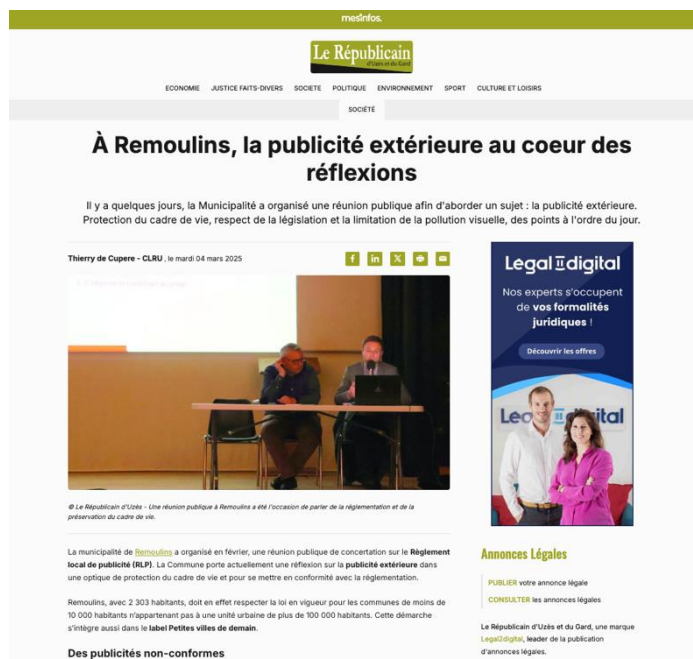 mesinfos.
Le Républicain
d'Uzès et du Gard
ECONOMIE JUSTICE FAITS-DIVERS SOCIETE POLITIQUE ENVIRONNEMENT SPORT CULTURE ET LOISIRS
SOCIÉTÉ
À Remoulins, la publicité extérieure au coeur des
réflexions
Il y a quelques jours, la Municipalité a organisé une réunion publique afin d'aborder un sujet : la publicité extérieure.
Protection du cadre de vie, respect de la législation et la limitation de la pollution visuelle, des points à l'ordre du jour.
Thierry de Cupere - CLRU , le mardi 04 mars 2025
© Le Républicain d'Uzès - Une réunion publique à Remoulins a été l'occasion de parler de la réglementation et de la
préservation du cadre de vie.
La municipalité de Remoulins a organisé en février, une réunion publique de concertation sur le Règlement
local de publicité (RLP). La Commune porte actuellement une réflexion sur la publicité extérieure dans
une optique de protection du cadre de vie et pour se mettre en conformité avec la réglementation.
Remoulins, avec 2 303 habitants, doit en effet respecter la loi en vigueur pour les communes de moins de
10 000 habitants n'appartenant pas à une unité urbaine de plus de 100 000 habitants. Cette démarche
s'intègre aussi dans le label Petites villes de demain.
Des publicités non-conformes
Legal2digital
Nos experts s'occupent
de vos formalités
juridiques !
Découvrir les offres
Annonces Légales
PUBLIER votre annonce légale
CONSULTER les annonces légales
Le Républicain d'Uzès et du Gard, une marque
Legal2digital, leader de la publication
d'annonces légales.